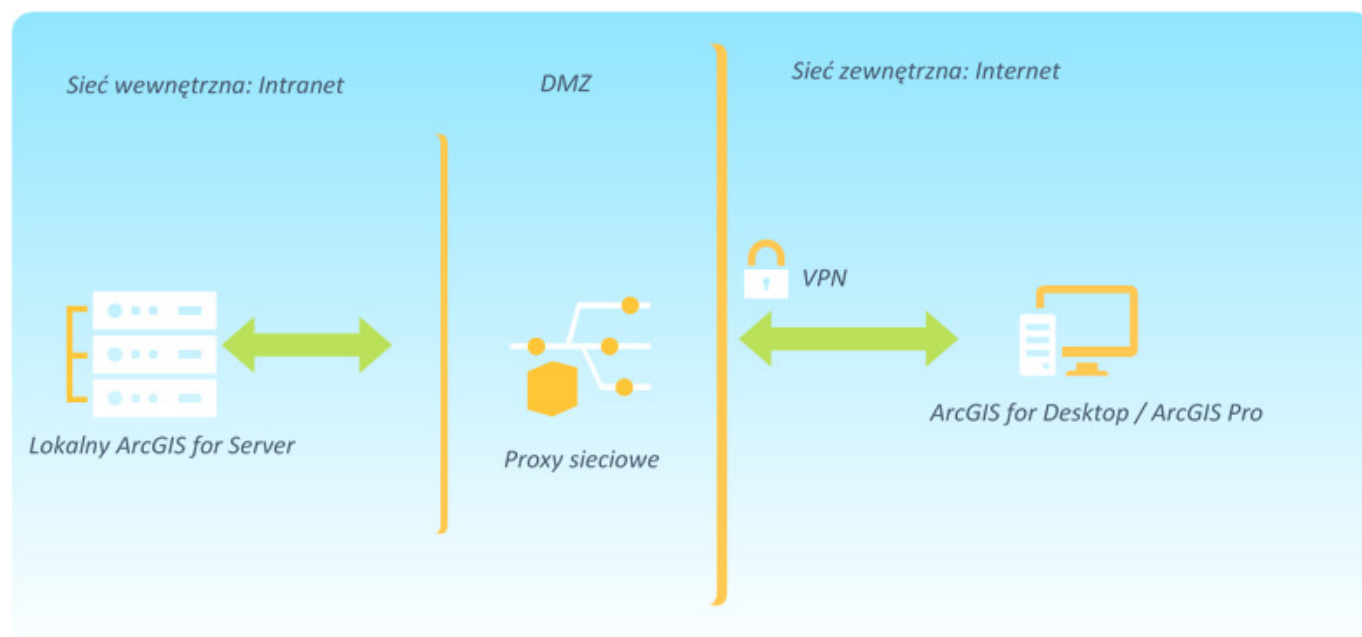 Sieć wewnętrzna: Intranet
DMZ
Sieć zewnętrzna: Internet
VPN
Lokalny ArcGIS for Server
Proxy sieciowe
ArcGIS for Desktop / ArcGIS Pro